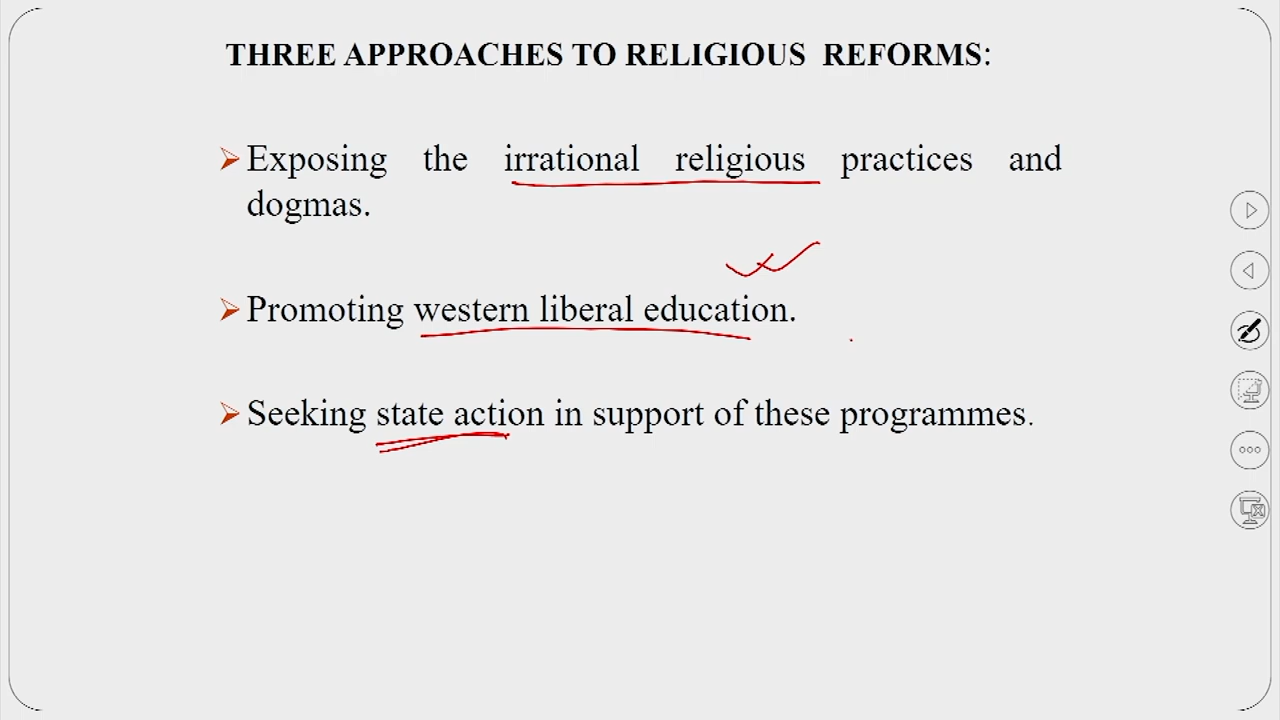 THREE APPROACHES TO RELIGIOUS REFORMS:
Exposing the irrational religious practices and
dogmas.
Promoting western liberal education.
Seeking state action in support of these programmes.